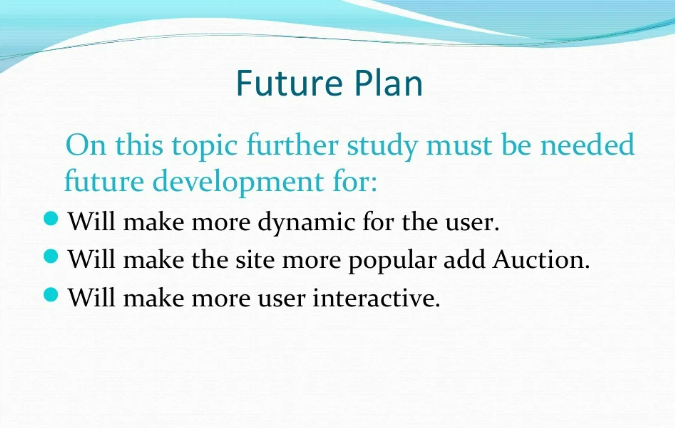 Future Plan
On this topic further study must be needed
future development for:
Will make more dynamic for the user.
Will make the site more popular add Auction.
Will make more user interactive.